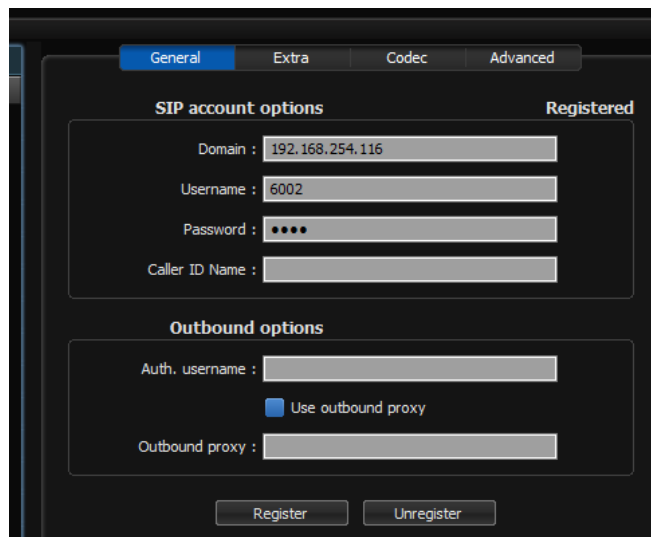 General Extra Codec Advanced
SIP account options Registered
Domain : 192.168.254.116
Username : 6002
Password : ••••
Caller ID Name :
Outbound options
Auth. username :
Use outbound proxy
Outbound proxy :
Register Unregister